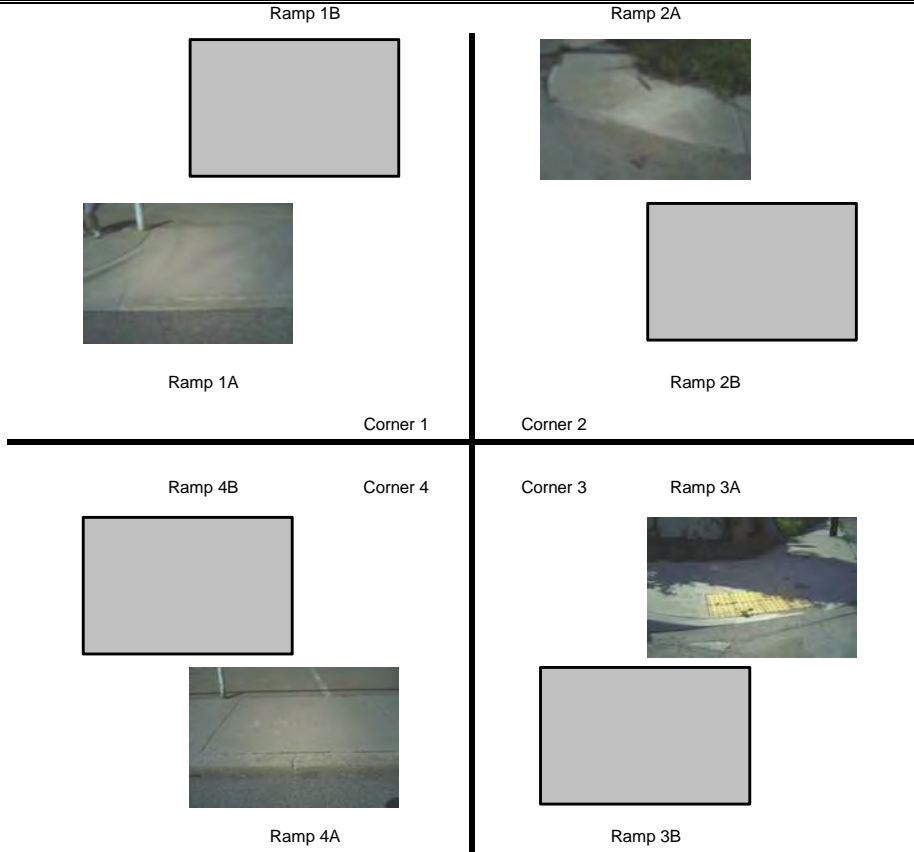 Ramp 1B
Ramp 2A
Ramp 1A
Ramp 2B
Corner 1
Corner 2
Ramp 4B
Corner 4
Corner 3
Ramp 3A
Ramp 4A
Ramp 3B